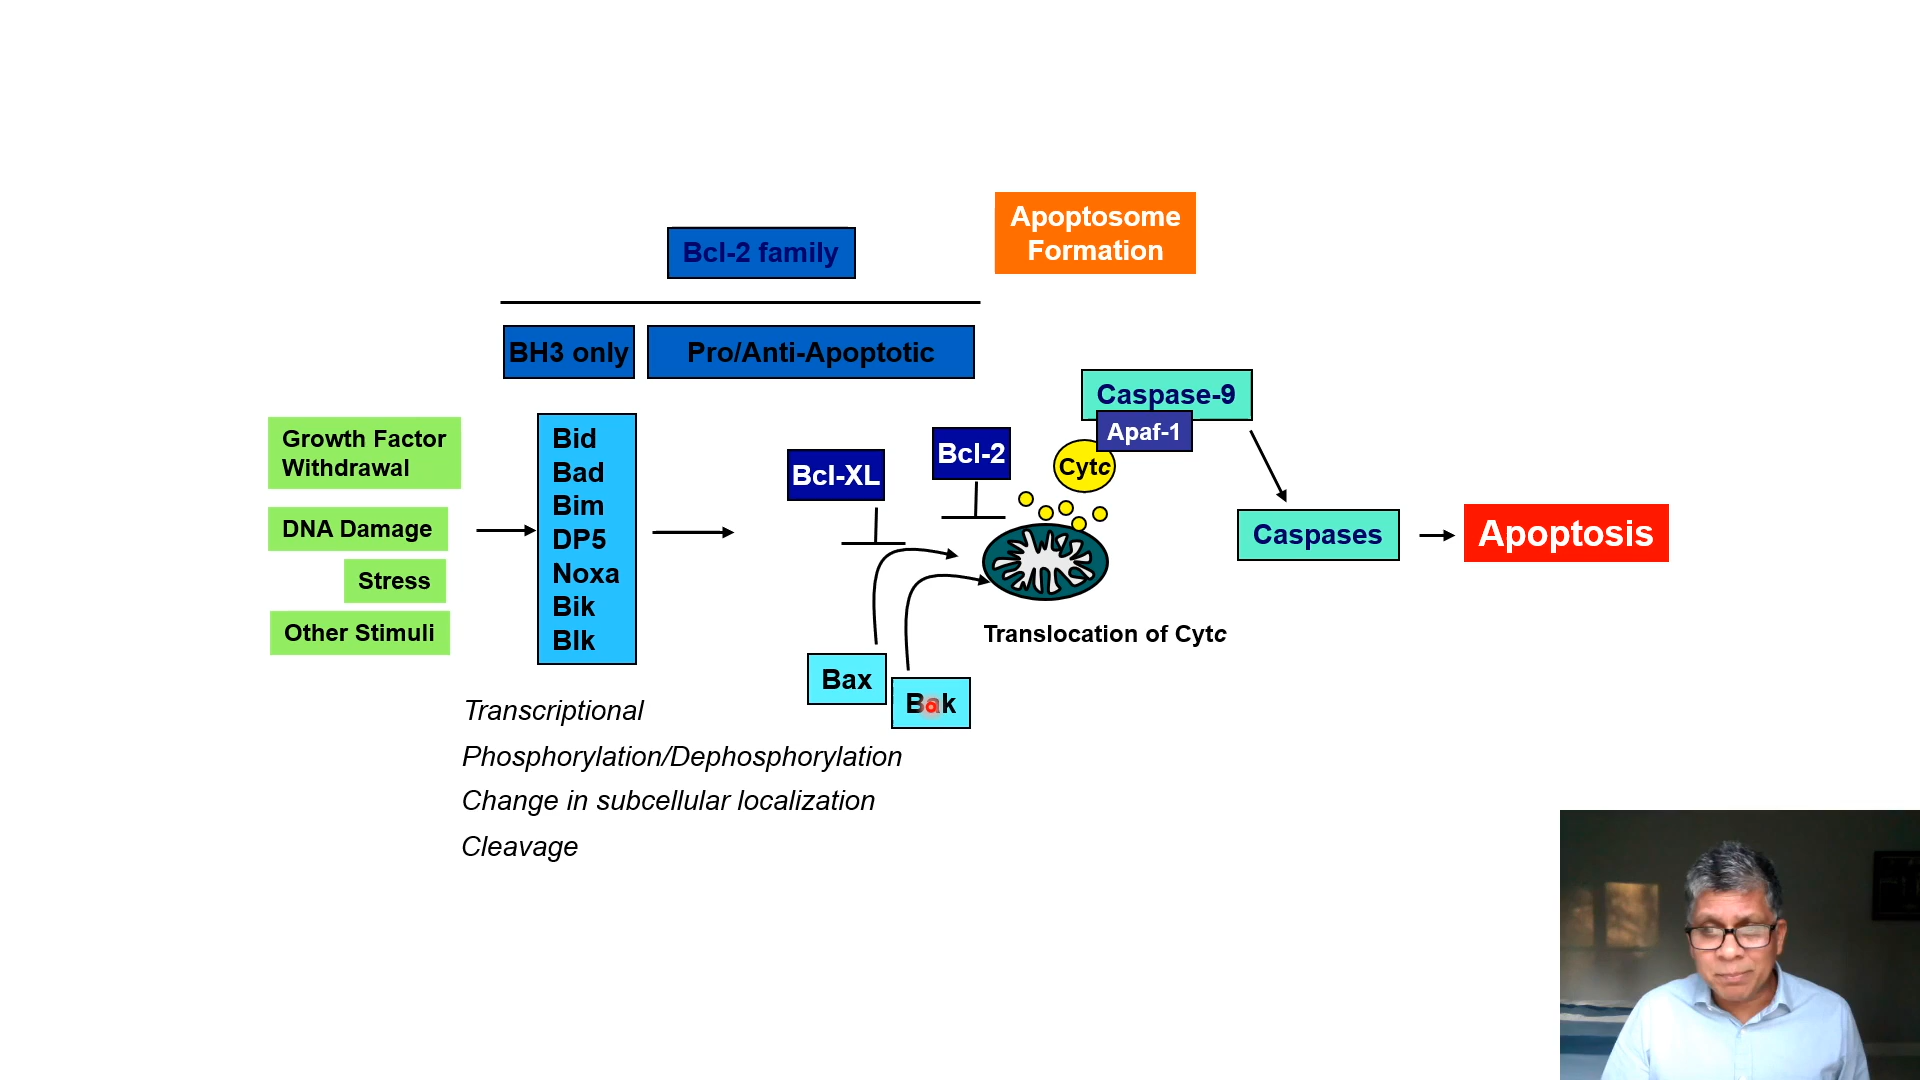 Apoptosome
Formation
Bcl-2 family
BH3 only
Pro/Anti-Apoptotic
Caspase-9
Apaf-1
Growth Factor
Withdrawal
DNA Damage
Stress
Other Stimuli
Bid
Bad
Bim
DP5
Noxa
Bik
Blk
Bcl-XL
Bcl-2
Cytc
Caspases
Apoptosis
Translocation of Cytc
Bax
Bak
Transcriptional
Phosphorylation/Dephosphorylation
Change in subcellular localization
Cleavage